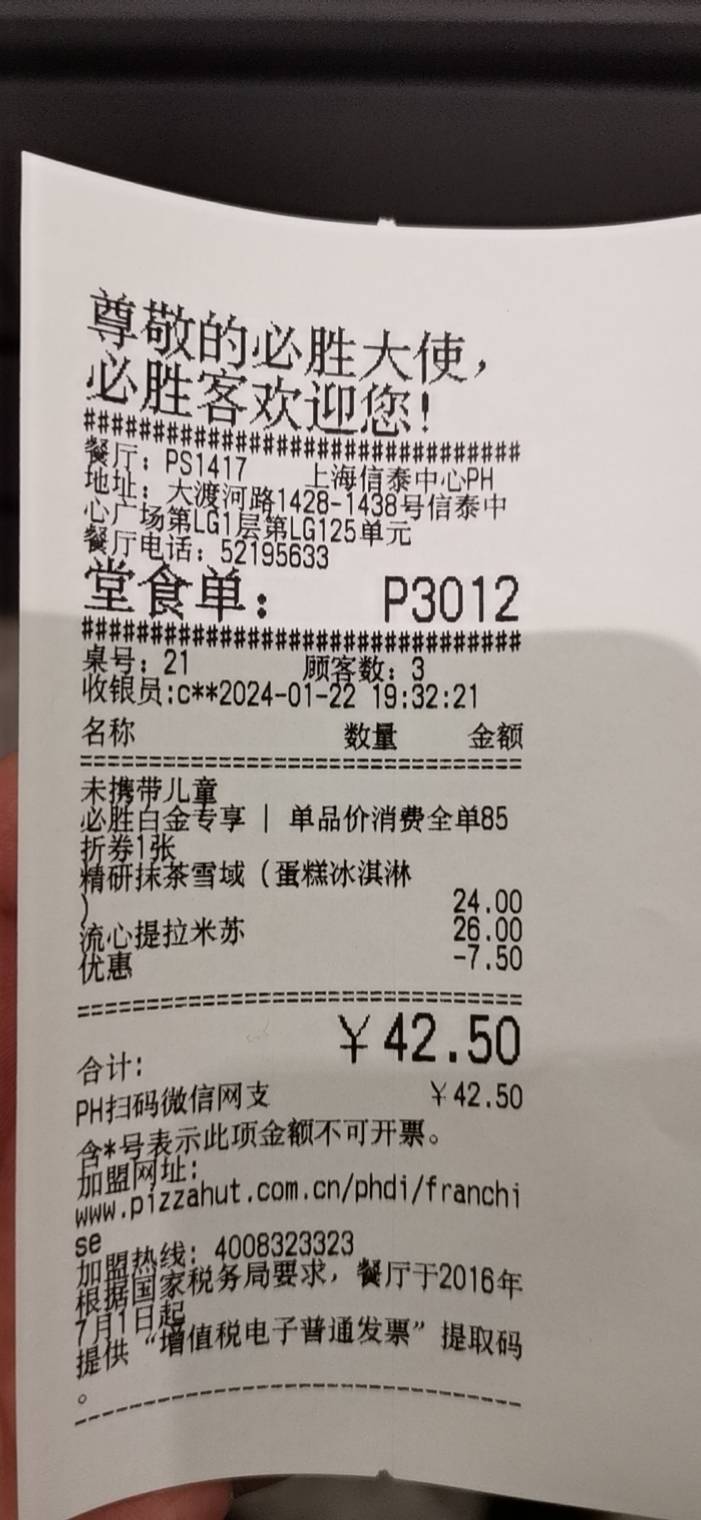 尊敬的必胜大使，
必胜客欢迎您！
################################
餐厅：PS1417 上海信泰中心PH
地址：大渡河路1428-1438号信泰中
心广场第LG1层第LG125单元
餐厅电话：52195633
堂食单： P3012
################################
桌号：21 顾客数：3
收银员:c**2024-01-22 19:32:21
名称 数量 金额
================================
未携带儿童
必胜白金专享 | 单品价消费全单85
折券1张
精研抹茶雪域（蛋糕冰淇淋
） 24.00
流心提拉米苏 26.00
优惠 -7.50
================================
合计： ￥42.50
PH扫码微信网支 ￥42.50
含*号表示此项金额不可开票。
加盟网址：
www.pizzahut.com.cn/phdi/franchi
se
加盟热线：4008323323
根据国家税务局要求，餐厅于2016年
7月1日起
提供“增值税电子普通发票”提取码
。
--------------------------------